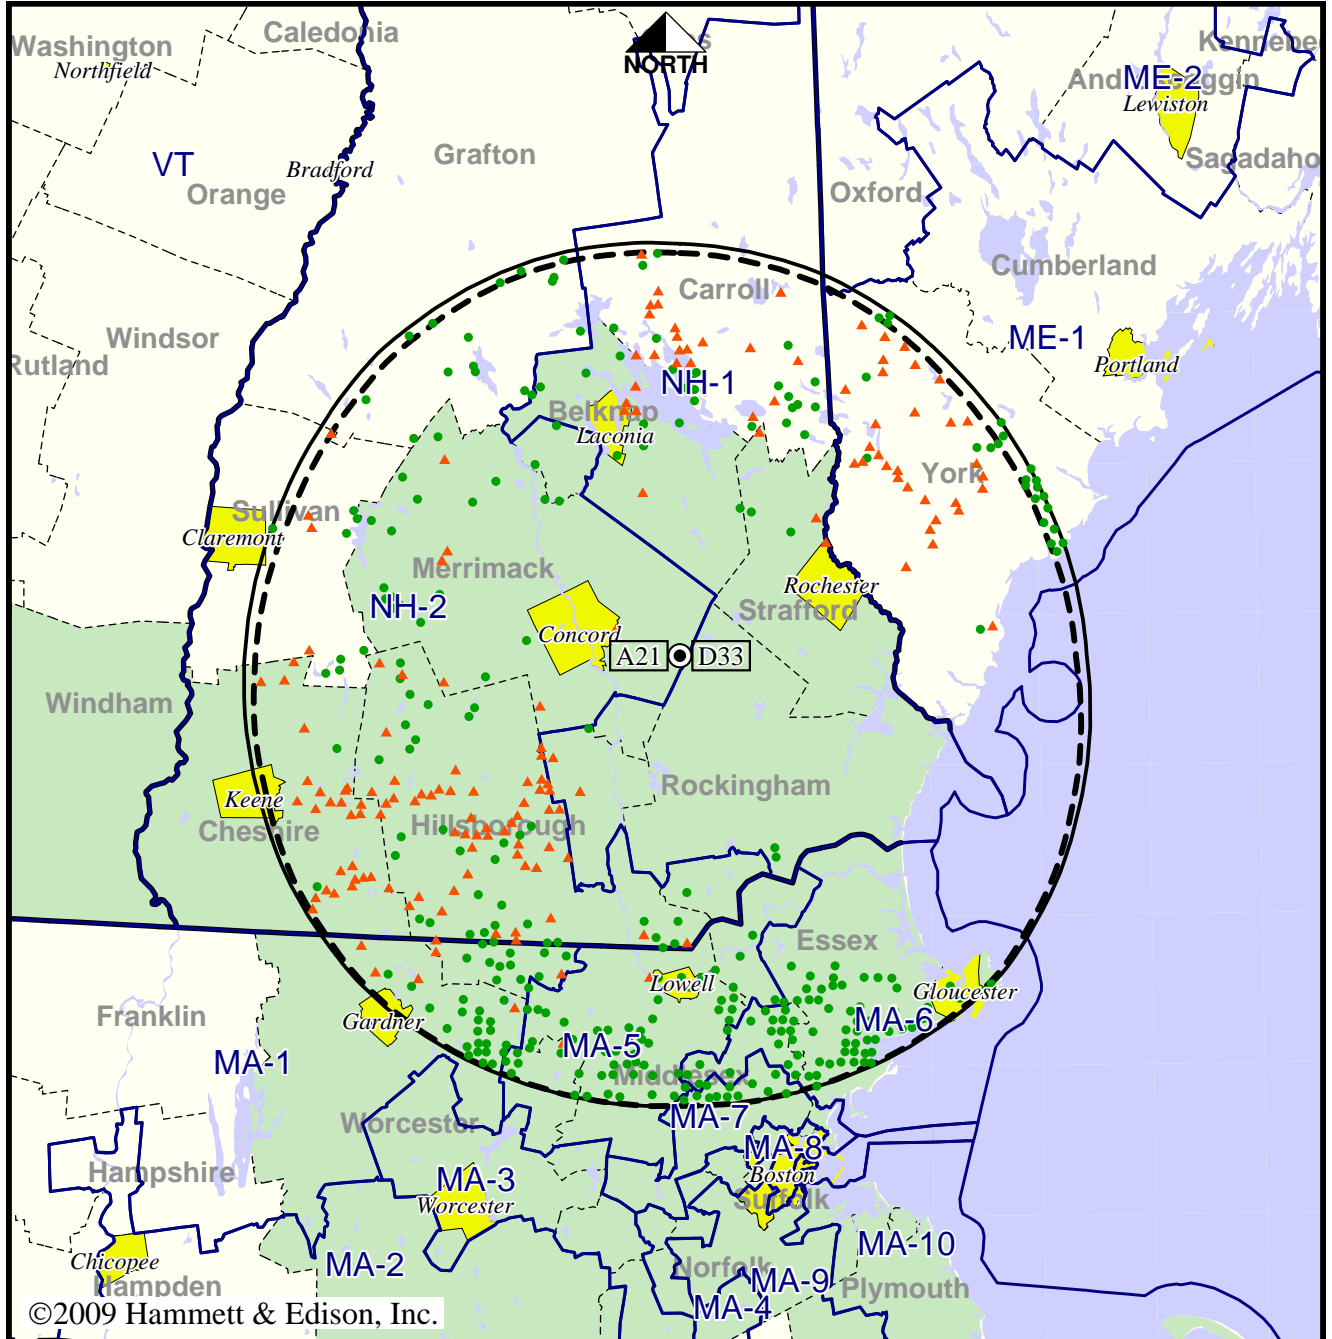 Washington
Northfield
Caledonia
NORTH
VT
Orange
Bradford
Grafton
Oxford
ME-2
Lewiston
Cumberland
Carroll
ME-1
Portland
Windsor
NH-1
Belknap
Laconia
York
Sullivan
Claremont
Merrimack
NH-2
Concord
Rochester
Strafford
A21
D33
Windham
Rockingham
Keene
Cheshire
Hillsborough
Essex
Lowell
Gloucester
Franklin
Gardner
MA-6
MA-5
MA-1
Middlesex
MA-7
Worcester
MA-8
Boston
Suffolk
Hampshire
MA-3
Worcester
MA-10
Chicopee
MA-2
Norfolk
MA-9
Hampden
Plymouth
MA-4
©2009 Hammett & Edison, Inc.